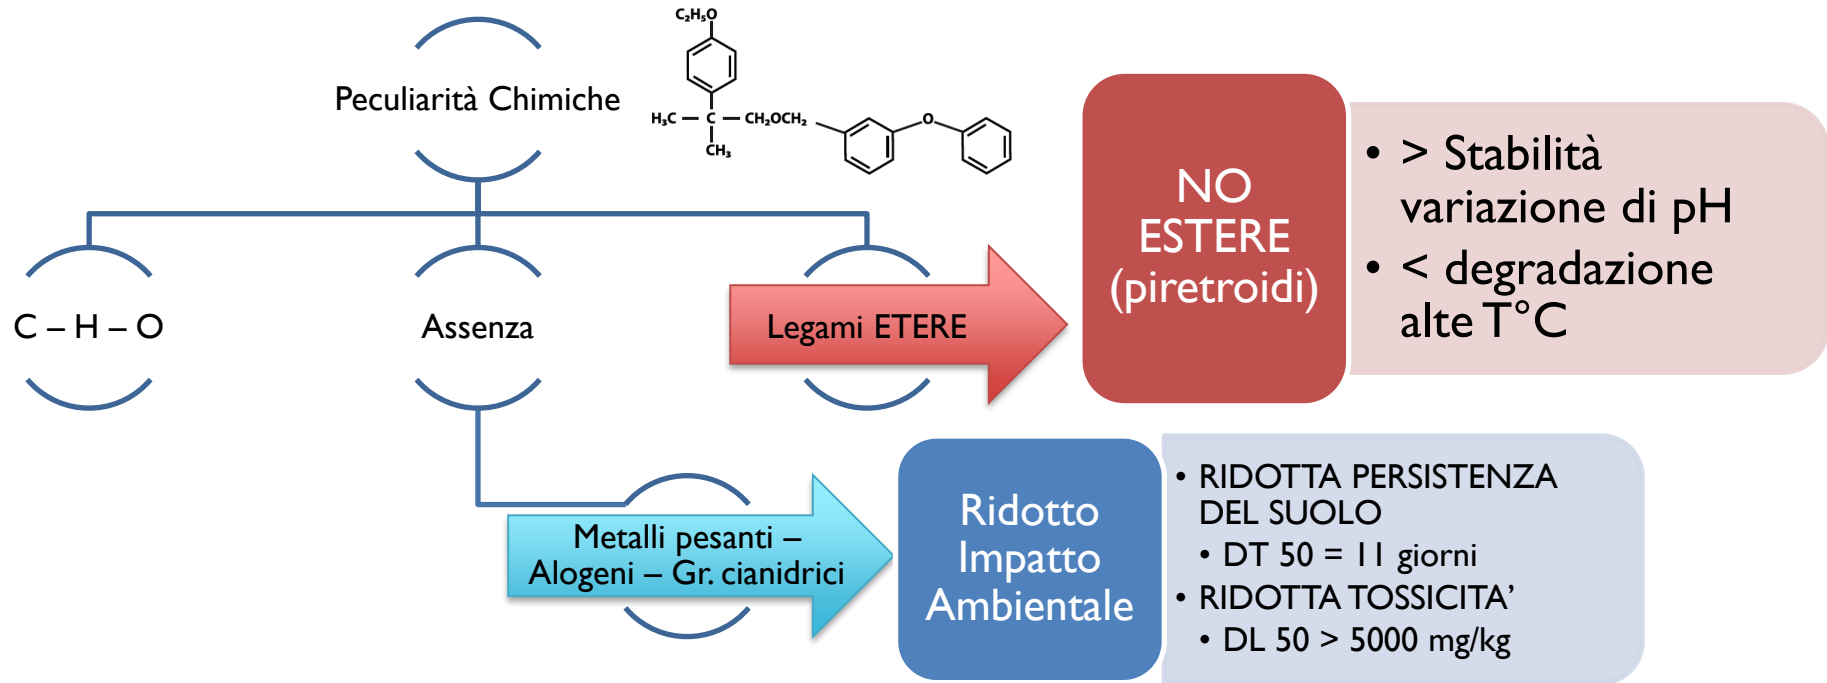 Peculiarità Chimiche
C₂H₅O
H₃C
C
CH₂OCH₂
CH₃
O
C – H – O
Assenza
Legami ETERE
NO
ESTERE
(piretroidi)
• > Stabilità
variazione di pH
• < degradazione
alte T°C
Metalli pesanti –
Alogeni – Gr. cianidrici
Ridotto
Impatto
Ambientale
• RIDOTTA PERSISTENZA
DEL SUOLO
• DT 50 = 11 giorni
• RIDOTTA TOSSICITA’
• DL 50 > 5000 mg/kg